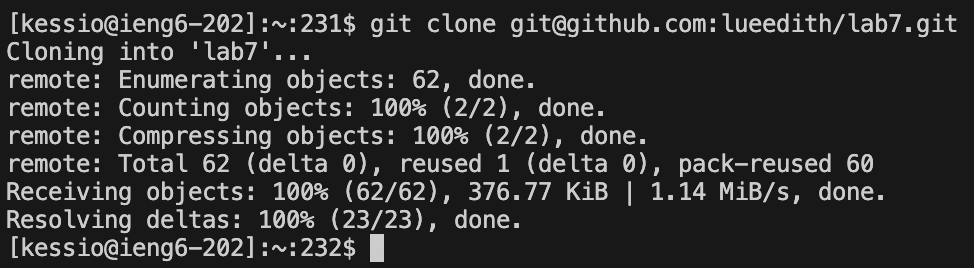 [kessio@ieng6-202]:~:231$ git clone git@github.com:lueedith/lab7.git
Cloning into 'lab7'...
remote: Enumerating objects: 62, done.
remote: Counting objects: 100% (2/2), done.
remote: Compressing objects: 100% (2/2), done.
remote: Total 62 (delta 0), reused 1 (delta 0), pack-reused 60
Receiving objects: 100% (62/62), 376.77 KiB | 1.14 MiB/s, done.
Resolving deltas: 100% (23/23), done.
[kessio@ieng6-202]:~:232$